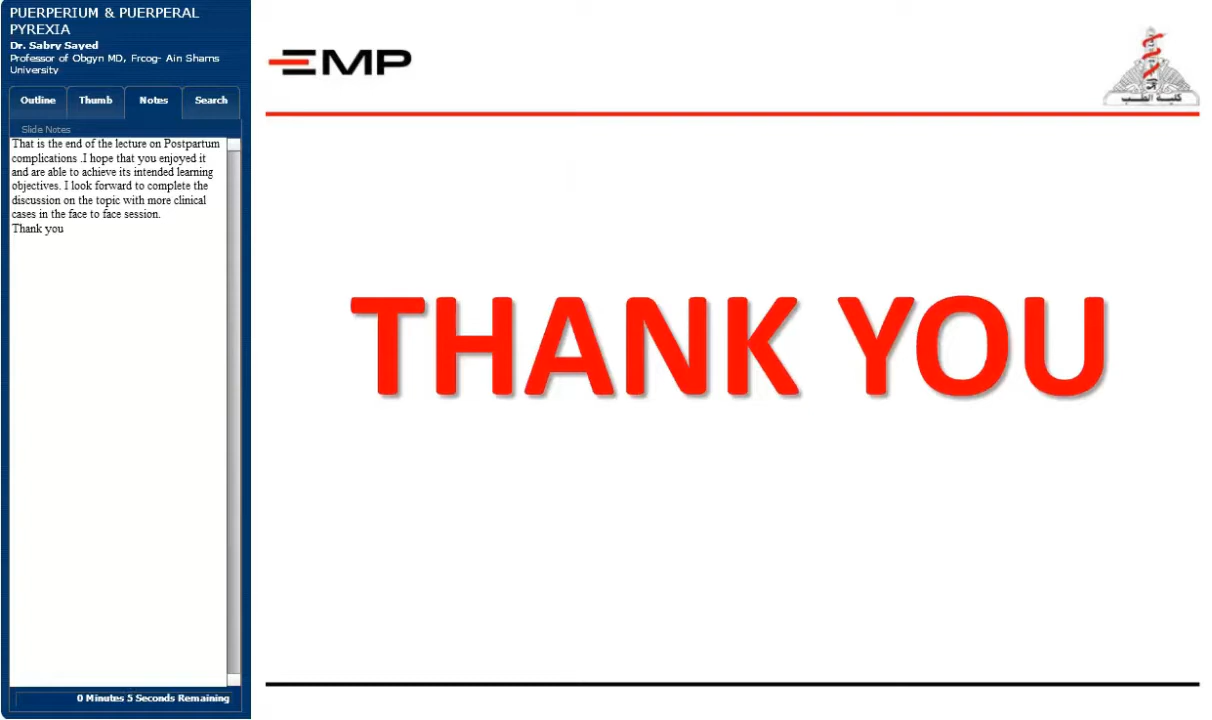 PUERPERIUM & PUERPERAL
PYREXIA
Dr. Sabry Sayed
Professor of Obgyn MD, Frcog- Ain Shams
University
Outline
Thumb
Notes
Search
Slide Notes
That is the end of the lecture on Postpartum
complications .I hope that you enjoyed it
and are able to achieve its intended learning
objectives. I look forward to complete the
discussion on the topic with more clinical
cases in the face to face session.
Thank you
0 Minutes 5 Seconds Remaining
EMP
كلية الطب
THANK YOU